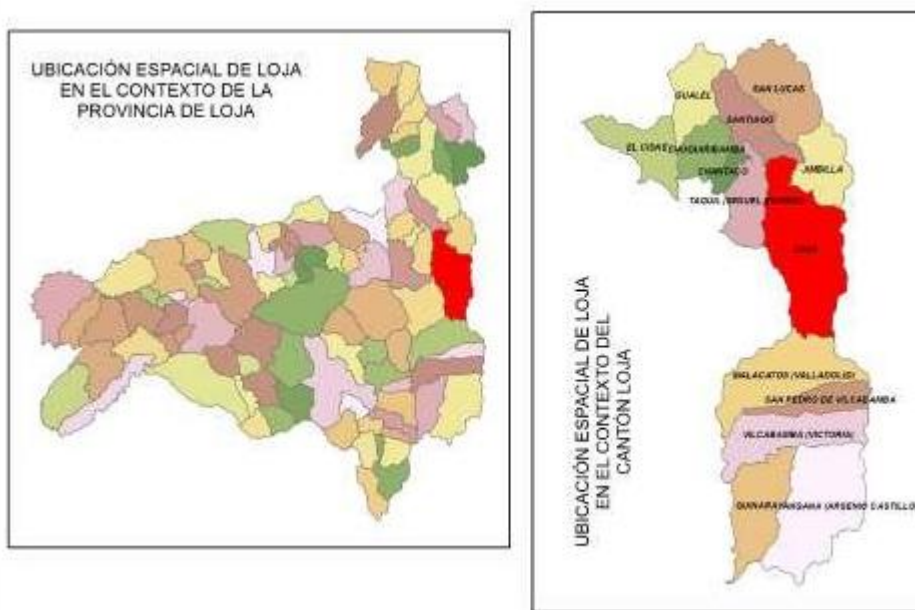 UBICACIÓN ESPACIAL DE LOJA
EN EL CONTEXTO DE LA
PROVINCIA DE LOJA
UBICACIÓN ESPACIAL DE LOJA
EN EL CONTEXTO DEL
CANTÓN LOJA
GUALEL
SAN LUCAS
SANTIAGO
EL CISNE
CHUQUIRIBAMBA
CHANTACO
JIMBILLA
TAQUIL (MIGUEL
LOJA
MALACATOS (VALLADOLID)
SAN PEDRO DE VILCABAMBA
VILCABAMBA (VICTORIA)
QUINARA
YANGANA (ARSENIO CASTILLO)